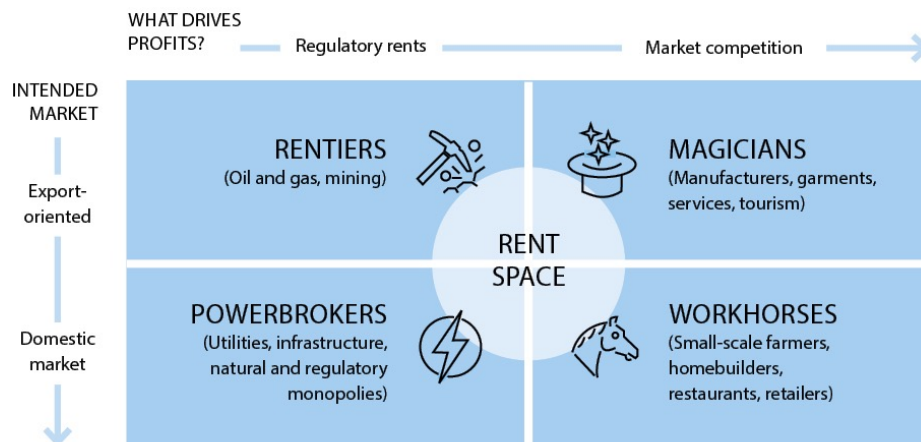 WHAT DRIVES
PROFITS?
Regulatory rents
Market competition
INTENDED
MARKET
Export-
oriented
Domestic
market
RENTIERS
(Oil and gas, mining)
MAGICIANS
(Manufacturers, garments,
services, tourism)
RENT
SPACE
POWERBROKERS
(Utilities, infrastructure,
natural and regulatory
monopolies)
WORKHORSES
(Small-scale farmers,
homebuilders,
restaurants, retailers)